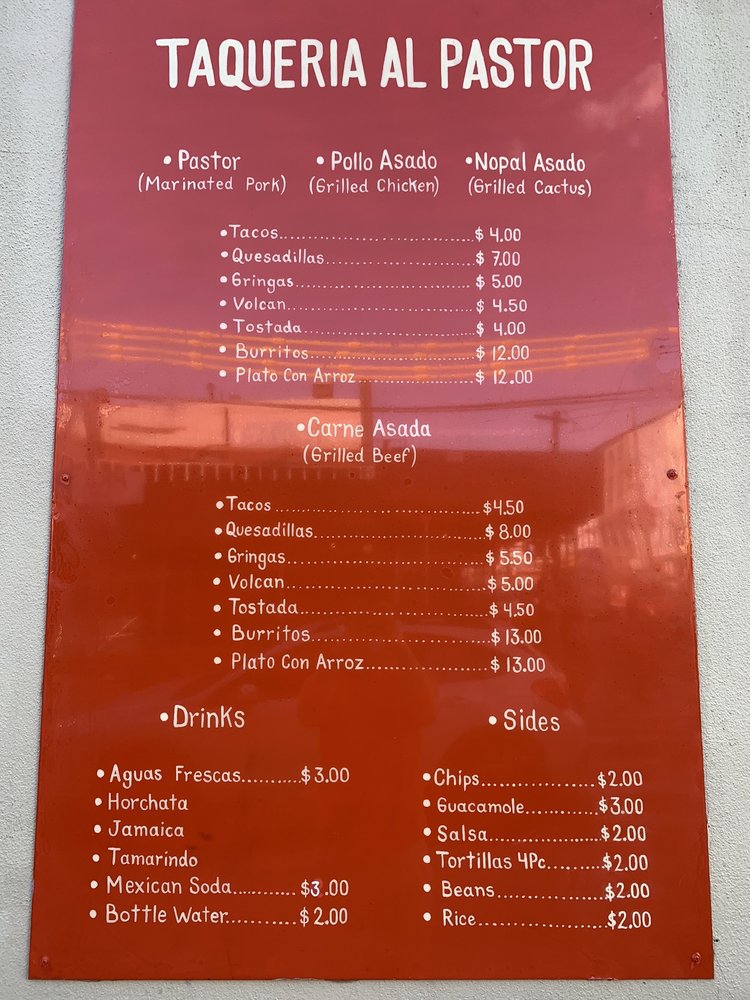 TAQUERIA AL PASTOR
•Pastor •Pollo Asado •Nopal Asado
(Marinated Pork) (Grilled Chicken) (Grilled Cactus)
•Tacos........................................$ 4.00
•Quesadillas..............................$ 7.00
•Gringas....................................$ 5.00
•Volcan.....................................$ 4.50
•Tostada...................................$ 4.00
•Burritos...................................$ 12.00
•Plato Con Arroz........................$ 12.00
•Carne Asada
(Grilled Beef)
•Tacos........................................$4.50
•Quesadillas..............................$ 8.00
•Gringas....................................$ 5.50
•Volcan.....................................$ 5.00
•Tostada...................................$ 4.50
•Burritos...................................$ 13.00
•Plato Con Arroz........................$ 13.00
•Drinks
•Aguas Frescas..........$3.00
•Horchata
•Jamaica
•Tamarindo
•Mexican Soda...........$3.00
•Bottle Water...........$2.00
•Sides
•Chips.................$2.00
•Guacamole.............$3.00
•Salsa.................$2.00
•Tortillas 4Pc........$2.00
•Beans.................$2.00
•Rice..................$2.00